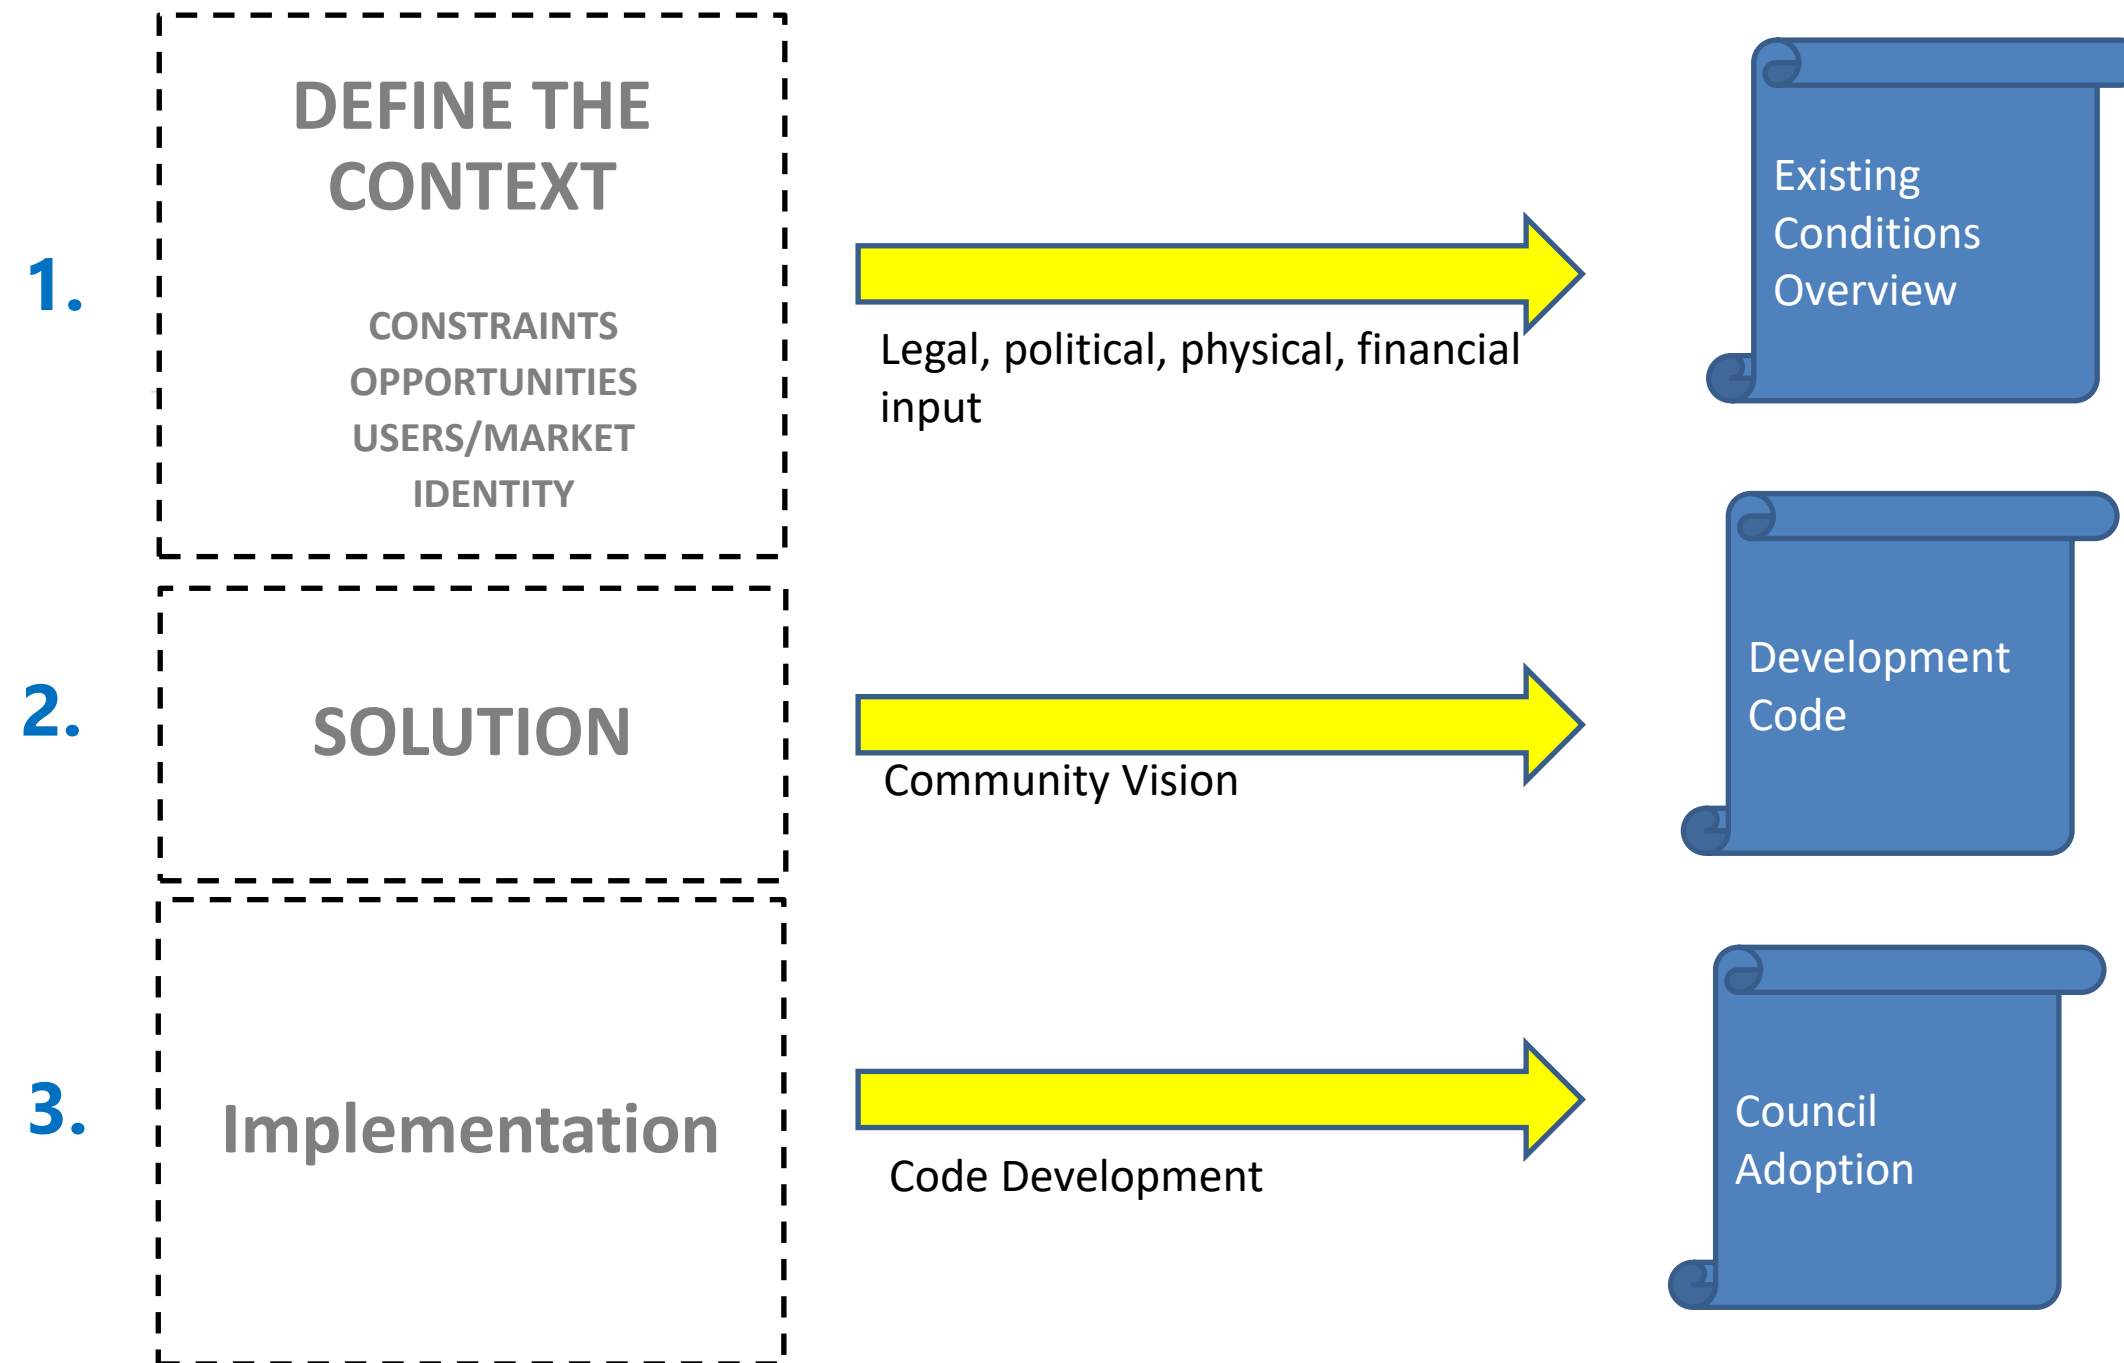 1.
DEFINE THE
CONTEXT
CONSTRAINTS
OPPORTUNITIES
USERS/MARKET
IDENTITY
Legal, political, physical, financial
input
Existing
Conditions
Overview
2.
SOLUTION
Community Vision
Development
Code
3.
Implementation
Code Development
Council
Adoption